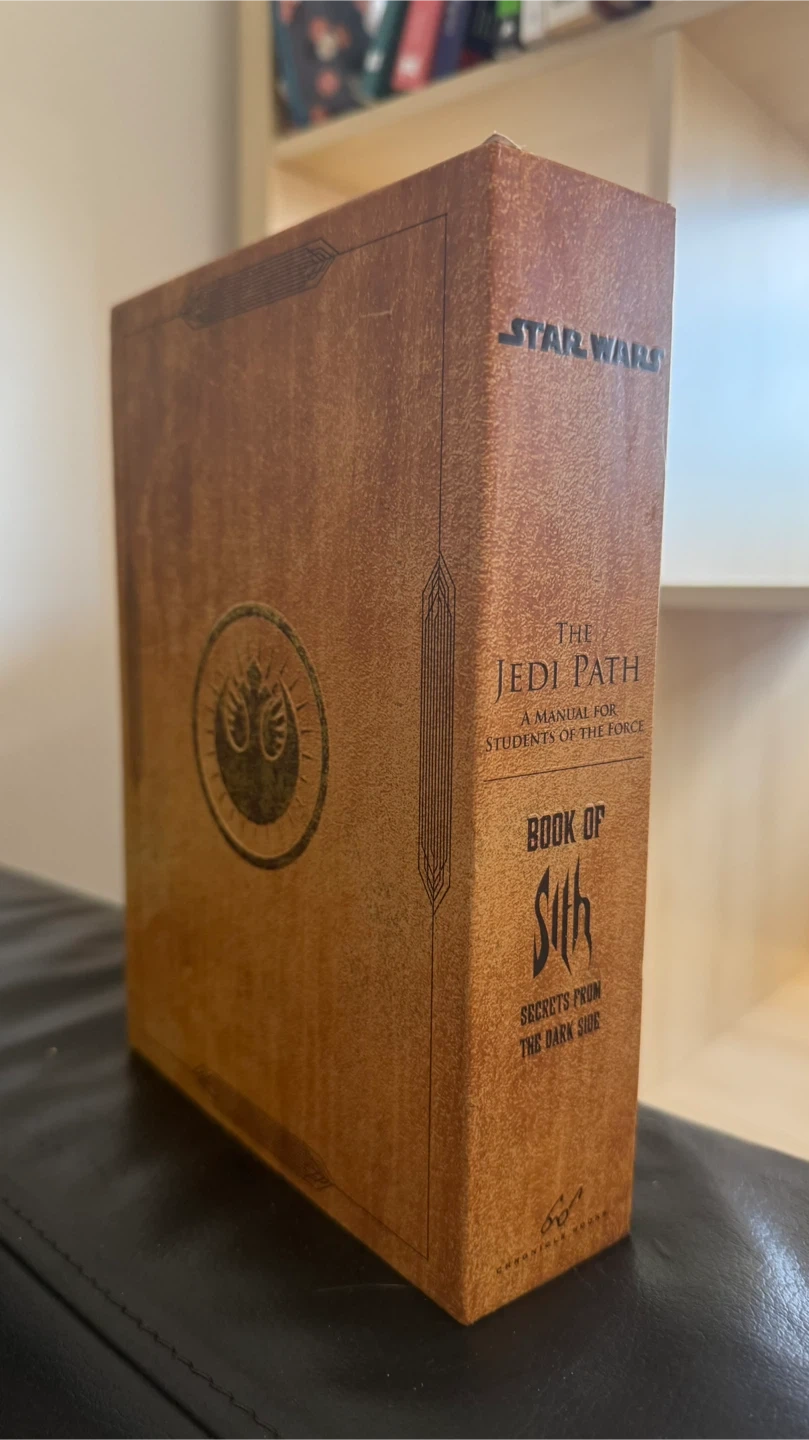 STAR WARS
THE
JEDI PATH
A MANUAL FOR
STUDENTS OF THE FORCE
BOOK OF
Sith
SECRETS FROM
THE DARK SIDE
CHRONICLE BOOKS